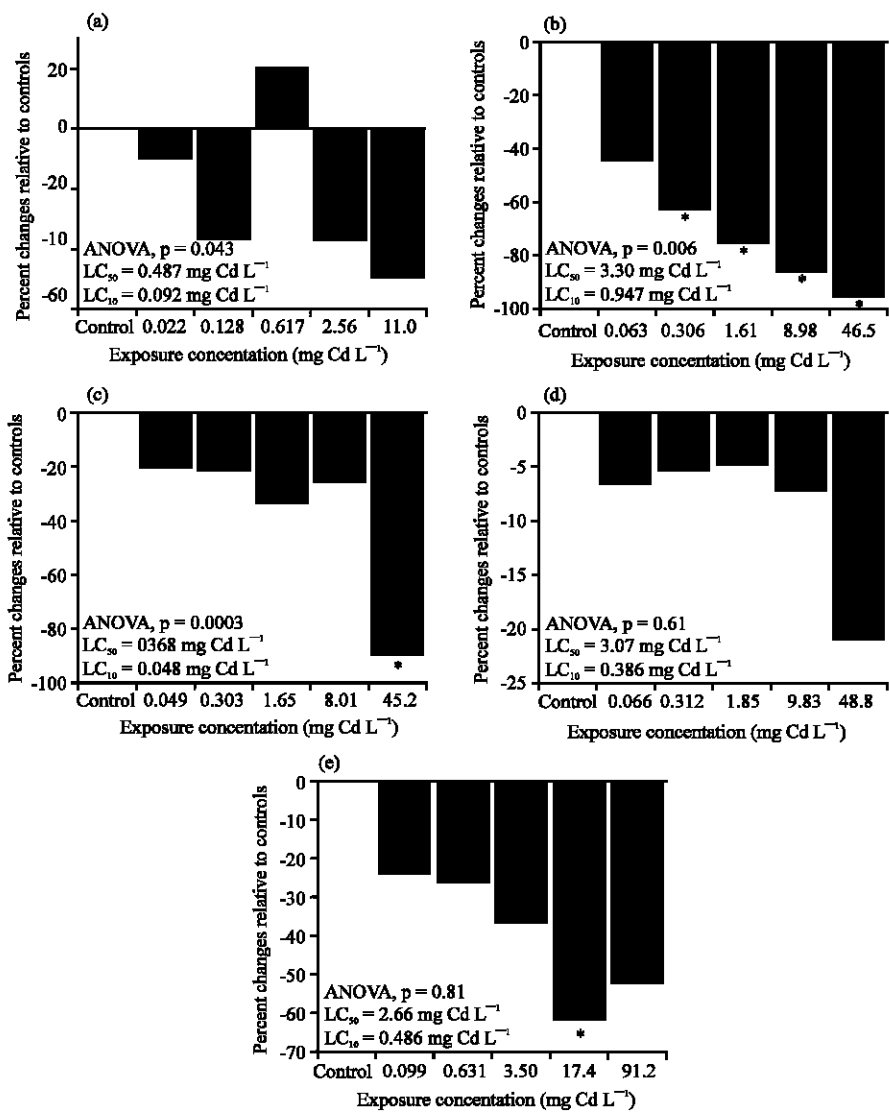 (a)
Percent changes relative to controls
20
0
-20
-10
-60
ANOVA, p = 0.043
LC50 = 0.487 mg Cd L⁻¹
LC10 = 0.092 mg Cd L⁻¹
Control 0.022 0.128 0.617 2.56 11.0
Exposure concentation (mg Cd L⁻¹)
(b)
Percent changes relative to controls
0
-20
-40
-60
-80
-100
* * * *
ANOVA, p = 0.006
LC50 = 3.30 mg Cd L⁻¹
LC10 = 0.947 mg Cd L⁻¹
Control 0.063 0.306 1.61 8.98 46.5
Exposure concentation (mg Cd L⁻¹)
(c)
Percent changes relative to controls
0
-20
-40
-60
-80
-100
ANOVA, p = 0.0003
LC50 = 0368 mg Cd L⁻¹
LC10 = 0.048 mg Cd L⁻¹
*
Control 0.049 0.303 1.65 8.01 45.2
Exposure concentation (mg Cd L⁻¹)
(d)
Percent changes relative to controls
0
-5
-10
-15
-20
-25
ANOVA, p = 0.61
LC50 = 3.07 mg Cd L⁻¹
LC10 = 0.386 mg Cd L⁻¹
Control 0.066 0.312 1.85 9.83 48.8
Exposure concentation (mg Cd L⁻¹)
(e)
Percent changes relative to controls
0
-10
-20
-30
-40
-50
-60
-70
ANOVA, p = 0.81
LC50 = 2.66 mg Cd L⁻¹
LC10 = 0.486 mg Cd L⁻¹
*
Control 0.099 0.631 3.50 17.4 91.2
Exposure concentation (mg Cd L⁻¹)